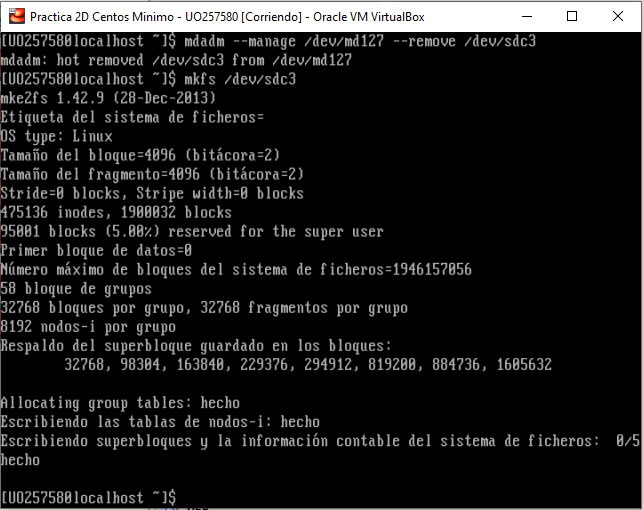 Practica 2D Centos Minimo - UO257580 [Corriendo] - Oracle VM VirtualBox
[UO257580localhost ~]$ mdadm --manage /dev/md127 --remove /dev/sdc3
mdadm: hot removed /dev/sdc3 from /dev/md127
[UO257580localhost ~]$ mkfs /dev/sdc3
mke2fs 1.42.9 (28-Dec-2013)
Etiqueta del sistema de ficheros=
OS type: Linux
Tamaño del bloque=4096 (bitácora=2)
Tamaño del fragmento=4096 (bitácora=2)
Stride=0 blocks, Stripe width=0 blocks
475136 inodes, 1900032 blocks
95001 blocks (5.00%) reserved for the super user
Primer bloque de datos=0
Número máximo de bloques del sistema de ficheros=1946157056
58 bloque de grupos
32768 bloques por grupo, 32768 fragmentos por grupo
8192 nodos-i por grupo
Respaldo del superbloque guardado en los bloques:
32768, 98304, 163840, 229376, 294912, 819200, 884736, 1605632
Allocating group tables: hecho
Escribiendo las tablas de nodos-i: hecho
Escribiendo superbloques y la información contable del sistema de ficheros:  0/5
hecho
[UO257580localhost ~]$